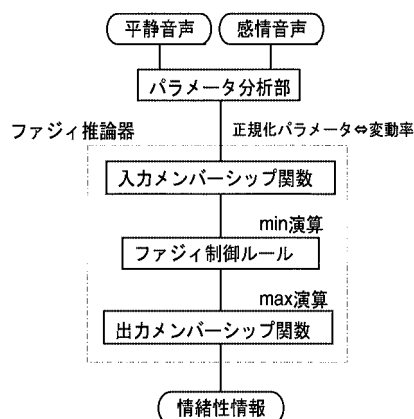 平静音声 感情音声
パラメータ分析部
ファジィ推論器 正規化パラメータ⇔変動率
入力メンバーシップ関数
min演算
ファジィ制御ルール
max演算
出力メンバーシップ関数
情緒性情報